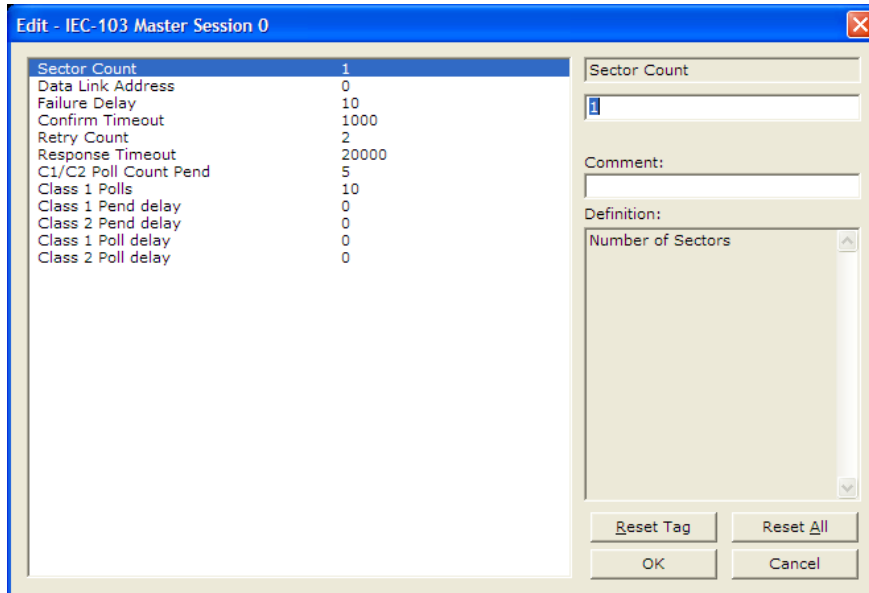 Edit - IEC-103 Master Session 0
Sector Count 1
Data Link Address 0
Failure Delay 10
Confirm Timeout 1000
Retry Count 2
Response Timeout 20000
C1/C2 Poll Count Pend 5
Class 1 Polls 10
Class 1 Pend delay 0
Class 2 Pend delay 0
Class 1 Poll delay 0
Class 2 Poll delay 0
Sector Count
1
Comment:
Definition:
Number of Sectors
Reset Tag
Reset All
OK
Cancel